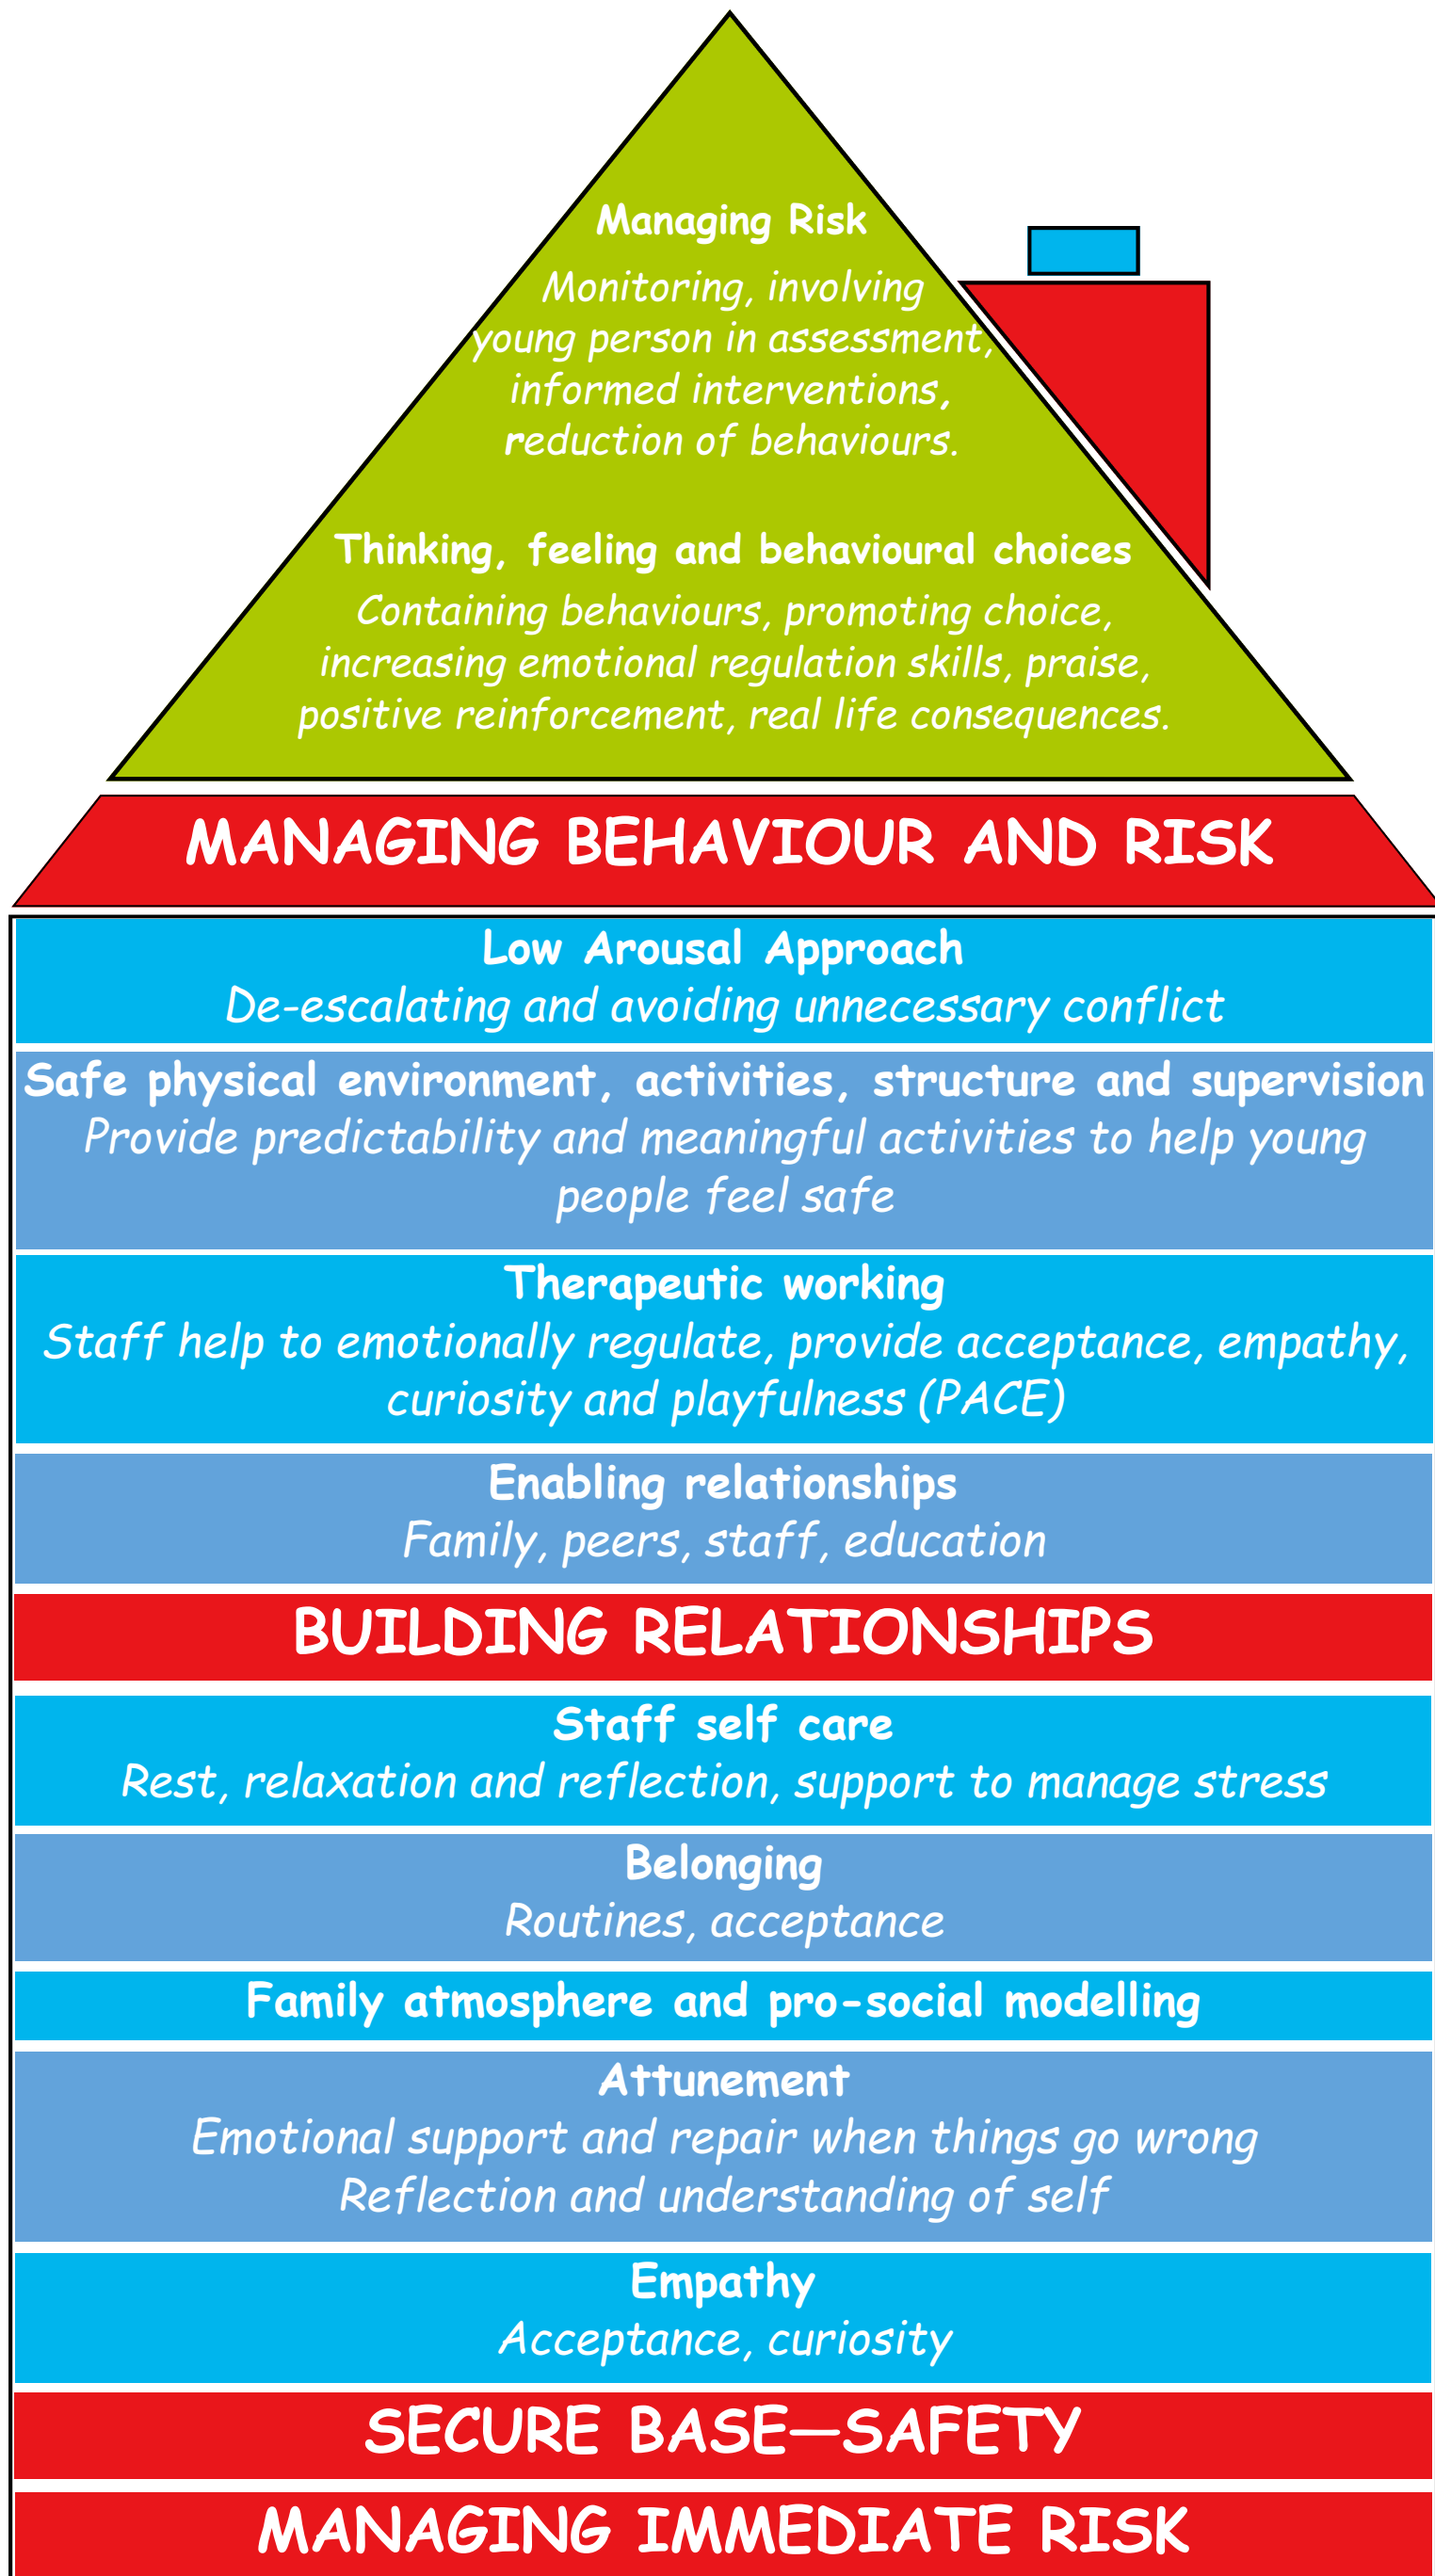 Managing Risk
Monitoring, involving
young person in assessment,
informed interventions,
reduction of behaviours.
Thinking, feeling and behavioural choices
Containing behaviours, promoting choice,
increasing emotional regulation skills, praise,
positive reinforcement, real life consequences.
MANAGING BEHAVIOUR AND RISK
Low Arousal Approach
De-escalating and avoiding unnecessary conflict
Safe physical environment, activities, structure and supervision
Provide predictability and meaningful activities to help young
people feel safe
Therapeutic working
Staff help to emotionally regulate, provide acceptance, empathy,
curiosity and playfulness (PACE)
Enabling relationships
Family, peers, staff, education
BUILDING RELATIONSHIPS
Staff self care
Rest, relaxation and reflection, support to manage stress
Belonging
Routines, acceptance
Family atmosphere and pro-social modelling
Attunement
Emotional support and repair when things go wrong
Reflection and understanding of self
Empathy
Acceptance, curiosity
SECURE BASE—SAFETY
MANAGING IMMEDIATE RISK